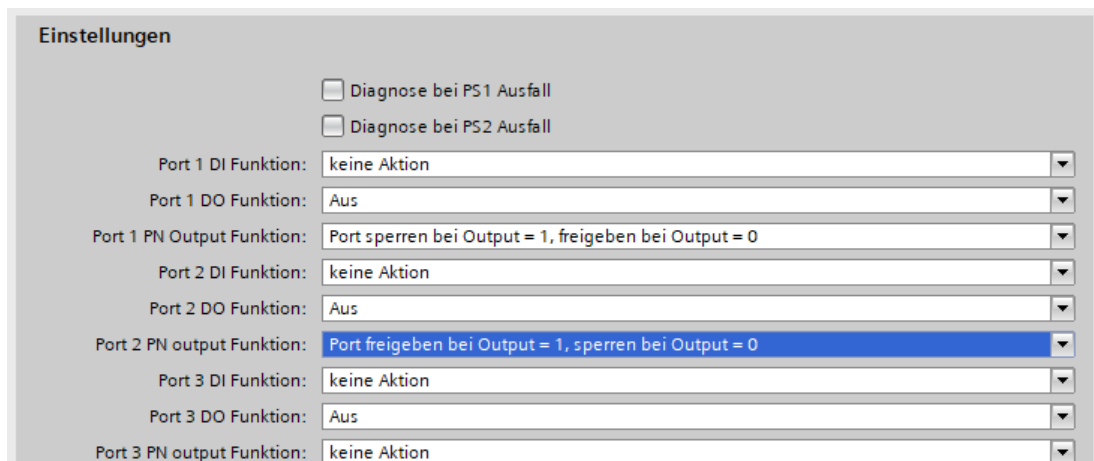 Einstellungen
Diagnose bei PS1 Ausfall
Diagnose bei PS2 Ausfall
Port 1 DI Funktion: keine Aktion
Port 1 DO Funktion: Aus
Port 1 PN Output Funktion: Port sperren bei Output = 1, freigeben bei Output = 0
Port 2 DI Funktion: keine Aktion
Port 2 DO Funktion: Aus
Port 2 PN output Funktion: Port freigeben bei Output = 1, sperren bei Output = 0
Port 3 DI Funktion: keine Aktion
Port 3 DO Funktion: Aus
Port 3 PN output Funktion: keine Aktion